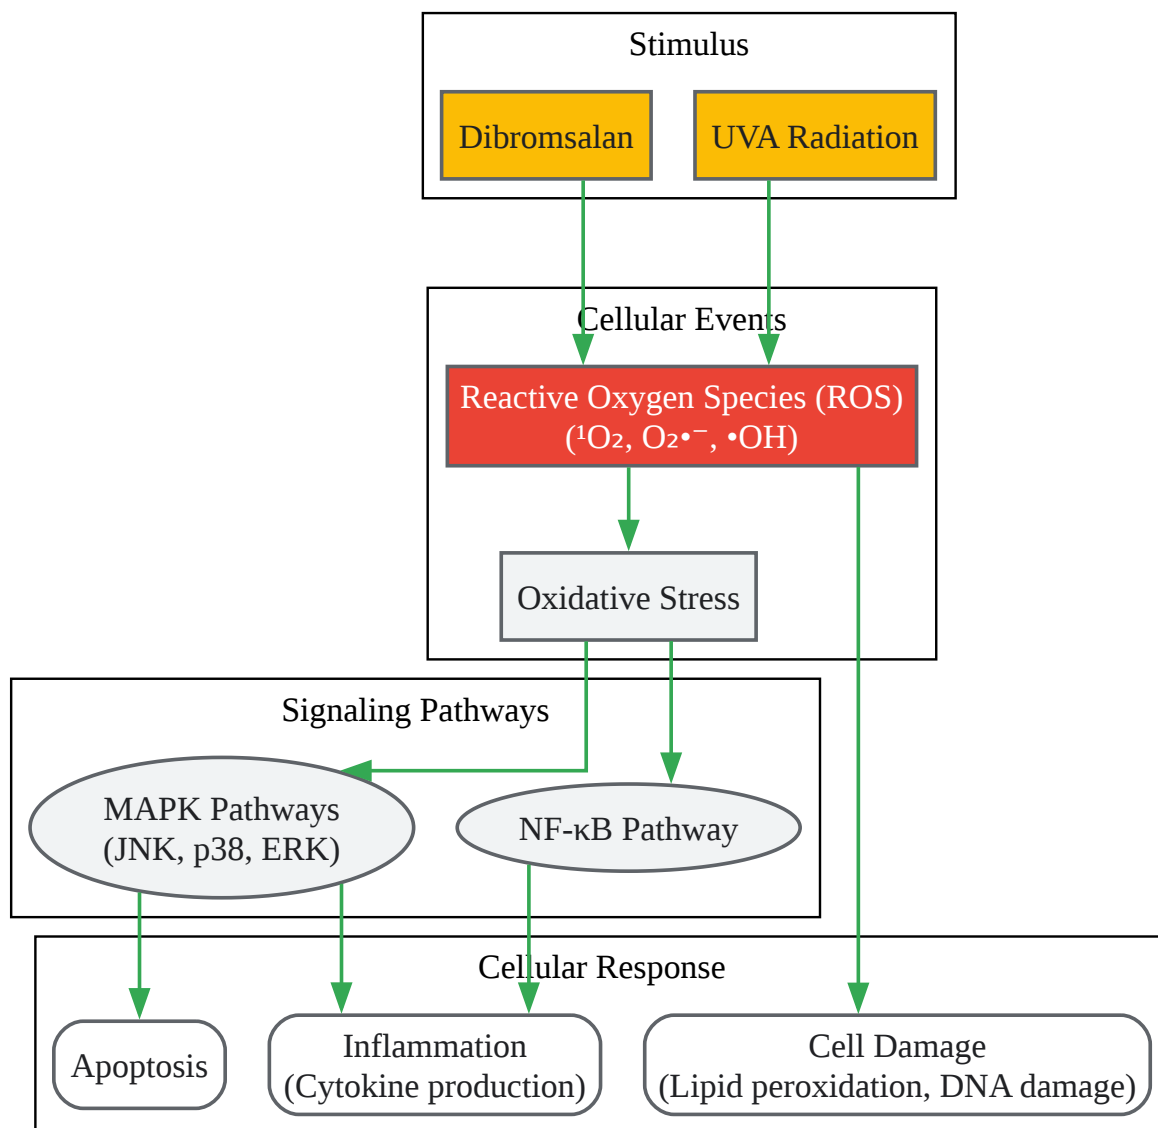 Stimulus
Dibromsalan
UVA Radiation
Cellular Events
Reactive Oxygen Species (ROS)
(¹O₂, O₂•⁻, •OH)
Oxidative Stress
Signaling Pathways
MAPK Pathways
(JNK, p38, ERK)
NF-κB Pathway
Cellular Response
Apoptosis
Inflammation
(Cytokine production)
Cell Damage
(Lipid peroxidation, DNA damage)